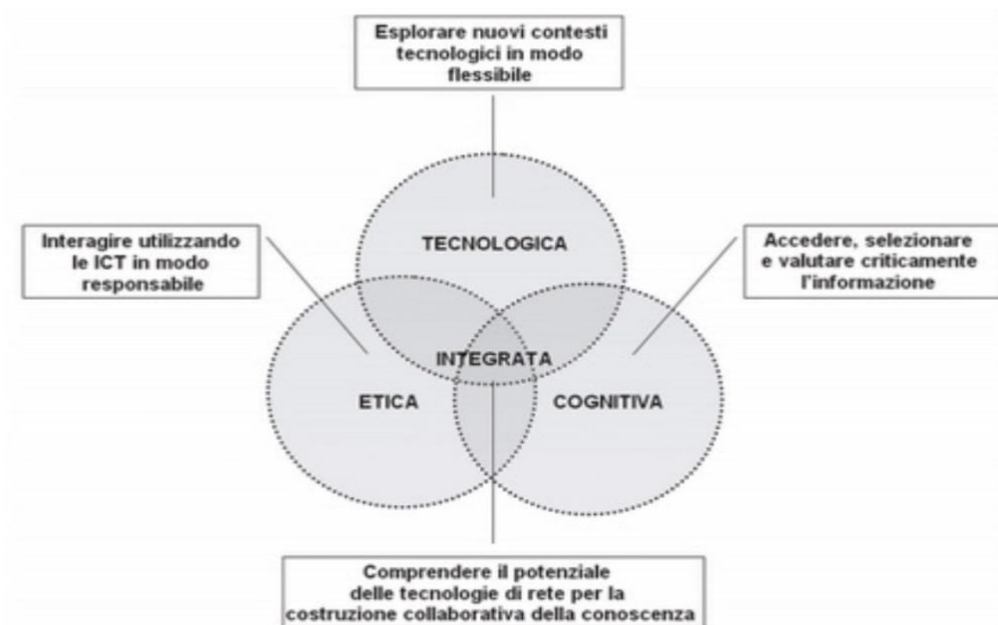 Esplorare nuovi contesti
tecnologici in modo
flessibile
TECNOLOGICA
Interagire utilizzando
le ICT in modo
responsabile
Accedere, selezionare
e valutare criticamente
l'informazione
INTEGRATA
ETICA
COGNITIVA
Comprendere il potenziale
delle tecnologie di rete per la
costruzione collaborativa della conoscenza